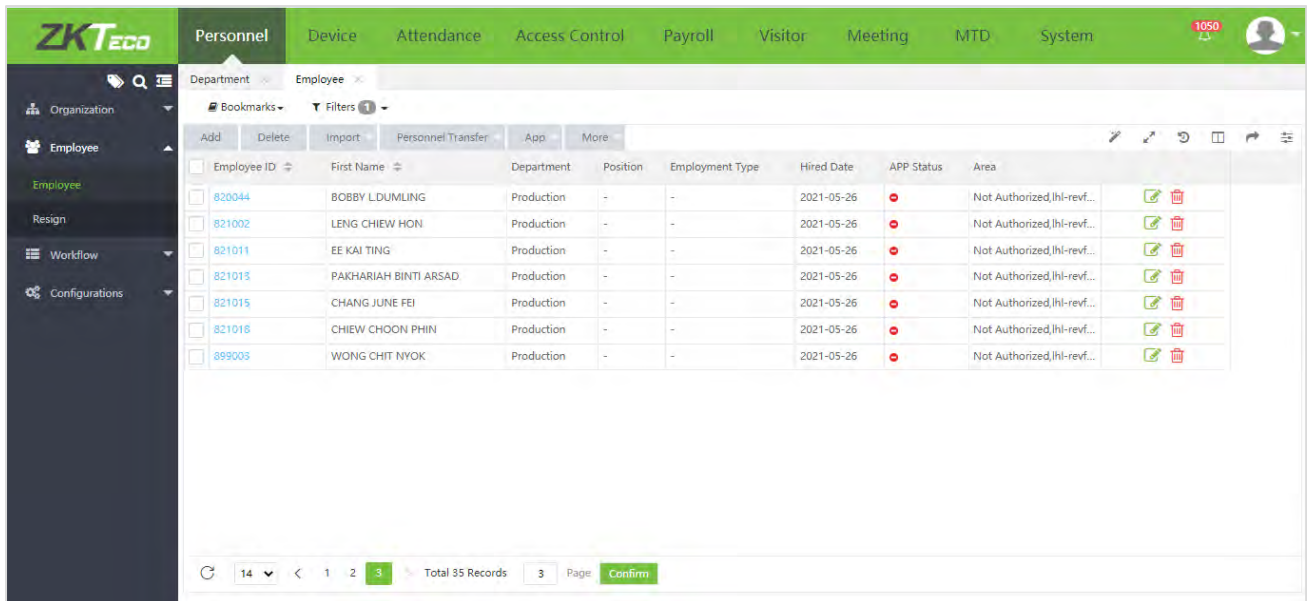 ZKTeco Personnel Device Attendance Access Control Payroll Visitor Meeting MTD System 1050
Department Employee
Organization
Employee
Employee
Resign
Workflow
Configurations
Bookmarks Filters 1
Add Delete Import Personnel Transfer App More
Employee ID First Name Department Position Employment Type Hired Date APP Status Area
820044 BOBBY L.DUMLING Production - - 2021-05-26 Not Authorized,lhl-revf...
821002 LENG CHIEW HON Production - - 2021-05-26 Not Authorized,lhl-revf...
821011 EE KAI TING Production - - 2021-05-26 Not Authorized,lhl-revf...
PAKHARIAH BINTI ARSAD Production - - 2021-05-26 Not Authorized,lhl-revf...
821015 CHANG JUNE FEI Production - - 2021-05-26 Not Authorized,lhl-revf...
CHIEW CHOON PHIN Production - - 2021-05-26 Not Authorized,lhl-revf...
WONG CHIT NYOK Production - - 2021-05-26 Not Authorized,lhl-revf...
14 < 1 2 3 Total 35 Records 3 Page Confirm